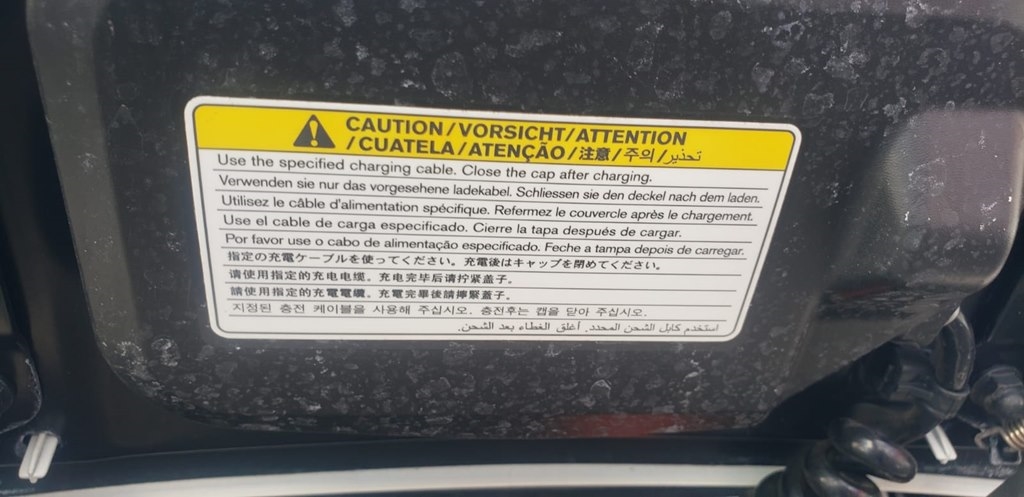 CAUTION/VORSICHT/ATTENTION
/CUATELA/ATENÇÃO/注意/주의/تحذير
Use the specified charging cable. Close the cap after charging.
Verwenden sie nur das vorgesehene ladekabel. Schliessen sie den deckel nach dem laden.
Utilisez le câble d'alimentation spécifique. Refermez le couvercle après le chargement.
Use el cable de carga especificado. Cierre la tapa después de cargar.
Por favor use o cabo de alimentação especificado. Feche a tampa depois de carregar.
指定の充電ケーブルを使ってください。充電後はキャップを閉めてください。
请使用指定的充电电缆。充电完毕后请拧紧盖子。
請使用指定的充電電纜。充電完畢後請擰緊蓋子。
지정된 충전 케이블을 사용해 주십시오. 충전후는 캡을 닫아 주십시오.
استخدم كابل الشحن المحدد. أغلق الغطاء بعد الشحن.